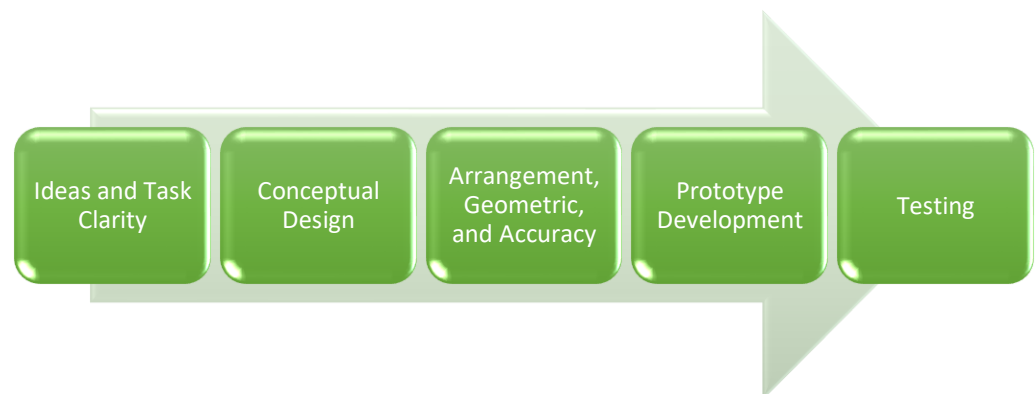 Ideas and Task
Clarity
Conceptual
Design
Arrangement,
Geometric,
and Accuracy
Prototype
Development
Testing